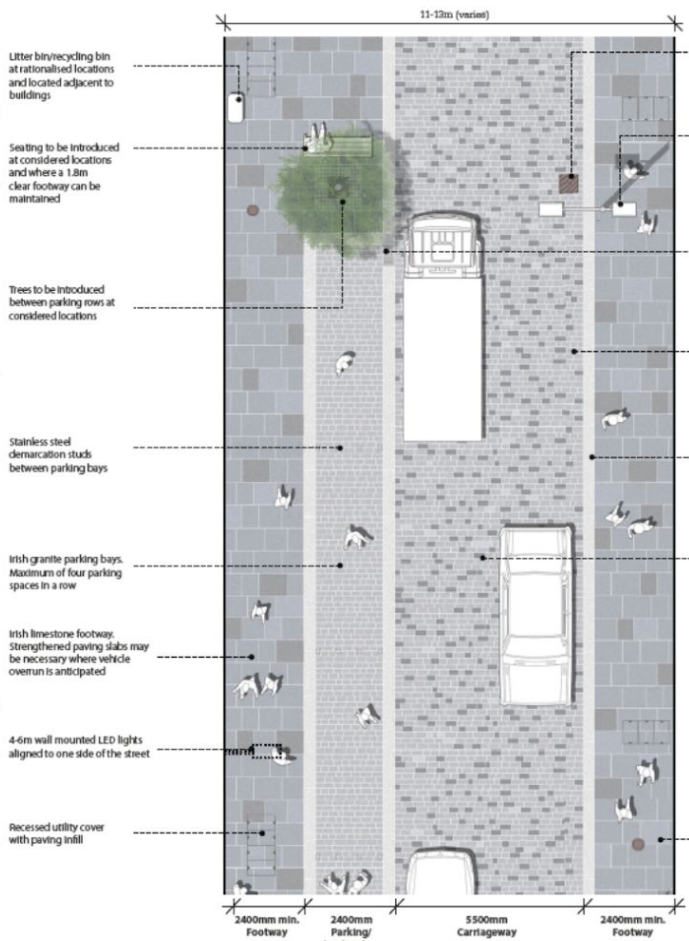 11-13m (varies)
Litter bin/recycling bin
at rationalised locations
and located adjacent to
buildings
Seating to be introduced
at considered locations
and where a 1.8m
clear footway can be
maintained
Trees to be introduced
between parking rows at
considered locations
Stainless steel
demarcation studs
between parking bays
Irish granite parking bays.
Maximum of four parking
spaces in a row
Irish limestone footway.
Strengthened paving slabs may
be necessary where vehicle
overrun is anticipated
4-6m wall mounted LED lights
aligned to one side of the street
Recessed utility cover
with paving infill
2400mm min.
Footway
2400mm
Parking/
5500mm
Carriageway
2400mm min.
Footway